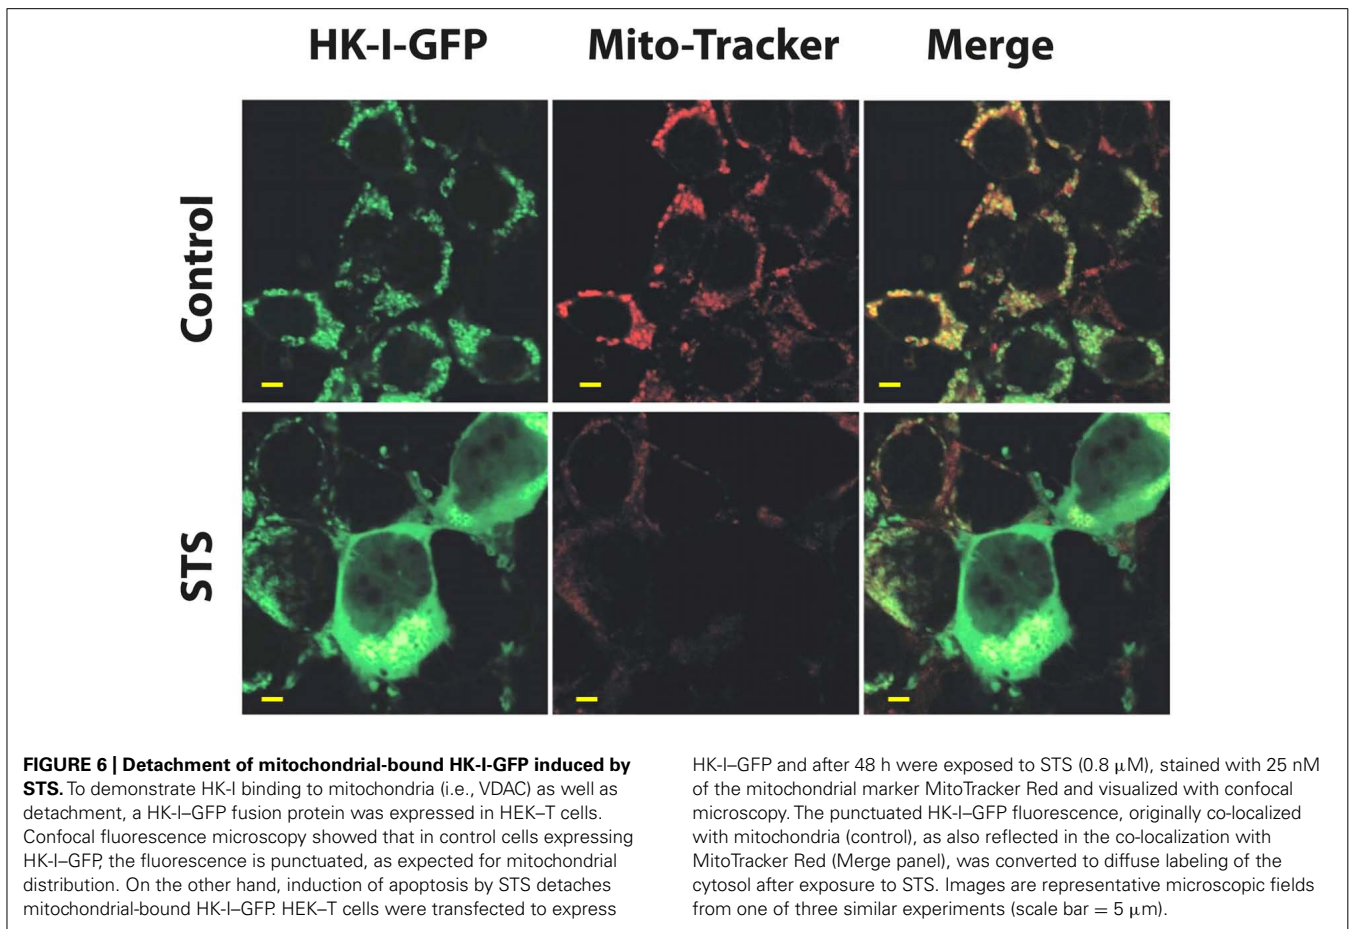 HK-I-GFP Mito-Tracker Merge
Control
STS
FIGURE 6 | Detachment of mitochondrial-bound HK-I-GFP induced by
STS. To demonstrate HK-I binding to mitochondria (i.e., VDAC) as well as
detachment, a HK-I–GFP fusion protein was expressed in HEK–T cells.
Confocal fluorescence microscopy showed that in control cells expressing
HK-I–GFP, the fluorescence is punctuated, as expected for mitochondrial
distribution. On the other hand, induction of apoptosis by STS detaches
mitochondrial-bound HK-I–GFP. HEK–T cells were transfected to express
HK-I–GFP and after 48 h were exposed to STS (0.8 μM), stained with 25 nM
of the mitochondrial marker MitoTracker Red and visualized with confocal
microscopy. The punctuated HK-I–GFP fluorescence, originally co-localized
with mitochondria (control), as also reflected in the co-localization with
MitoTracker Red (Merge panel), was converted to diffuse labeling of the
cytosol after exposure to STS. Images are representative microscopic fields
from one of three similar experiments (scale bar = 5 μm).